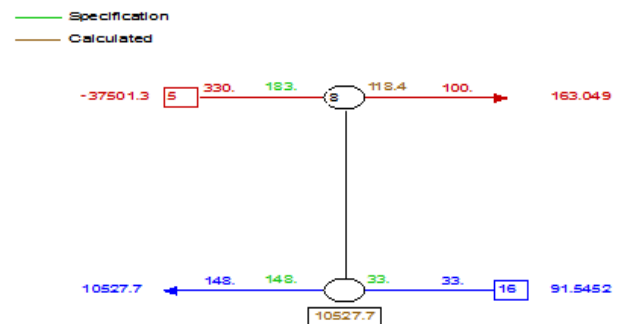 Specification
Calculated
-37501.3 5 330. 183. 8 118.4 100. 163.049
10527.7 148. 148. 33. 33. 16 91.5452
10527.7